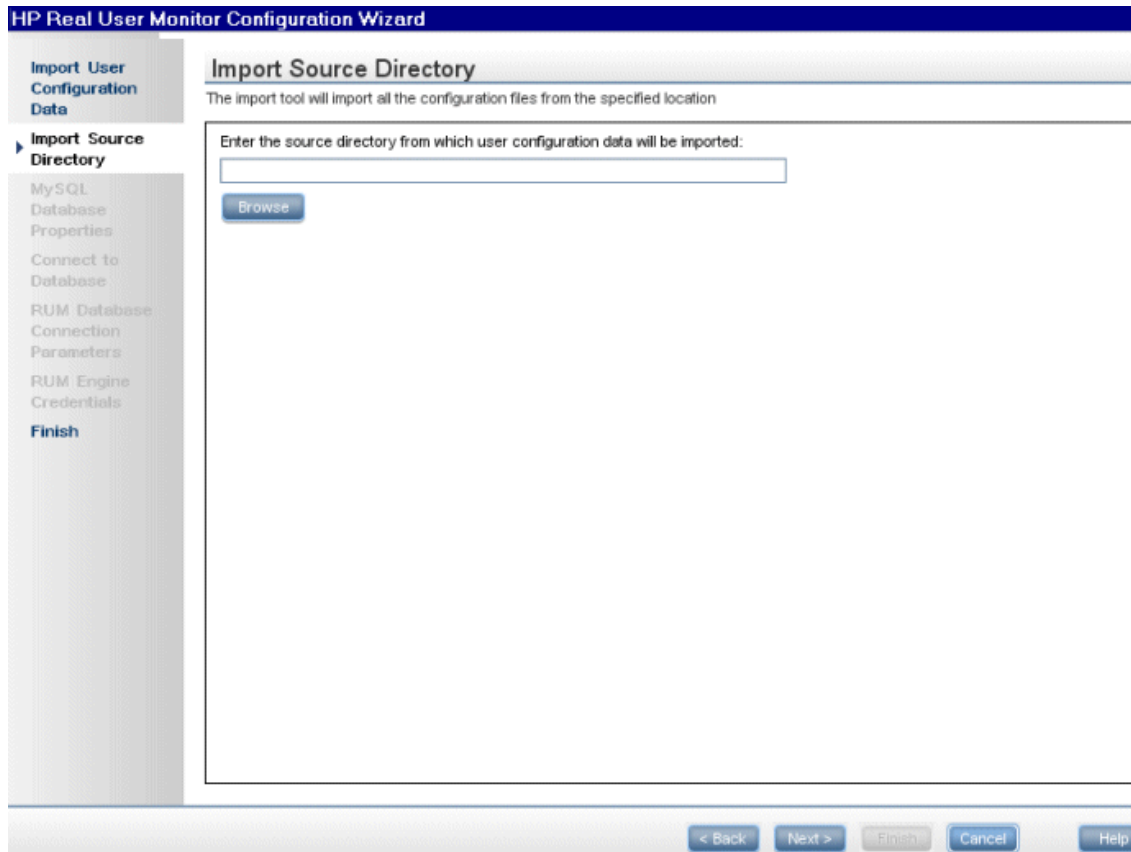 HP Real User Monitor Configuration Wizard
Import User
Configuration
Data
Import Source
Directory
MySQL
Database
Properties
Connect to
Database
RUM Database
Connection
Parameters
RUM Engine
Credentials
Finish
Import Source Directory
The import tool will import all the configuration files from the specified location
Enter the source directory from which user configuration data will be imported:
Browse
< Back Next > Finish Cancel Help